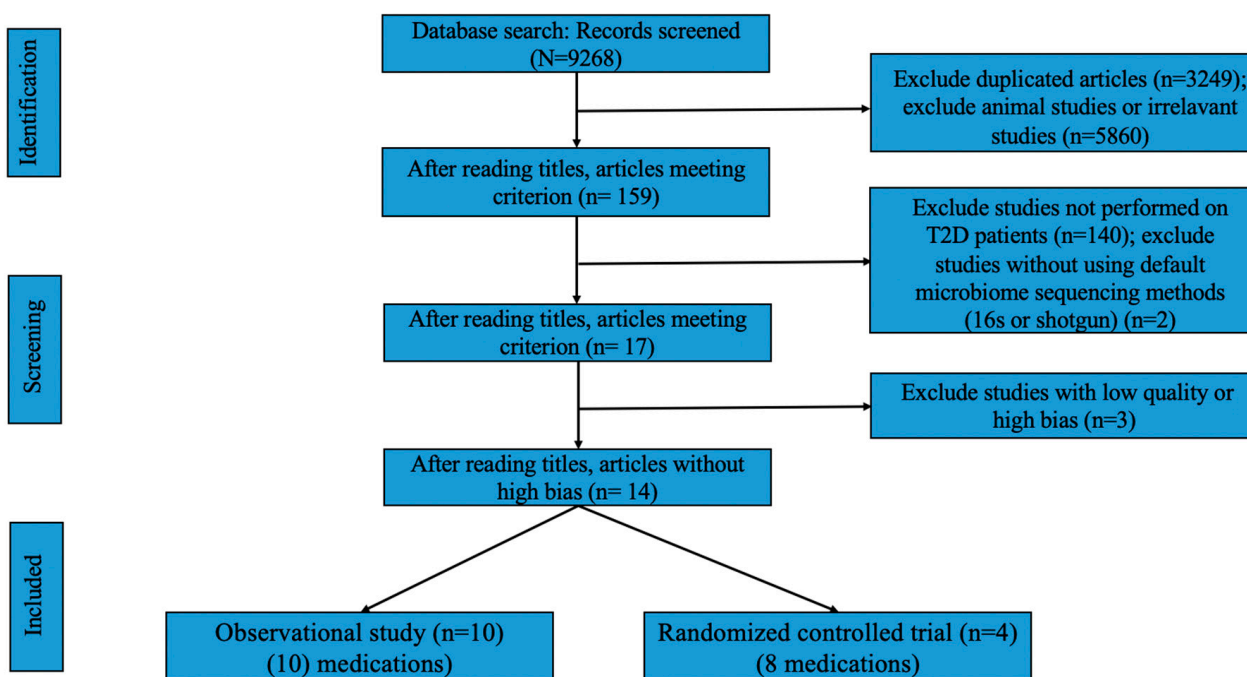 Identification
Database search: Records screened
(N=9268)
Exclude duplicated articles (n=3249);
exclude animal studies or irrelavant
studies (n=5860)
After reading titles, articles meeting
criterion (n= 159)
Exclude studies not performed on
T2D patients (n=140); exclude
studies without using default
microbiome sequencing methods
(16s or shotgun) (n=2)
Screening
After reading titles, articles meeting
criterion (n= 17)
Exclude studies with low quality or
high bias (n=3)
After reading titles, articles without
high bias (n= 14)
Included
Observational study (n=10)
(10) medications)
Randomized controlled trial (n=4)
(8 medications)